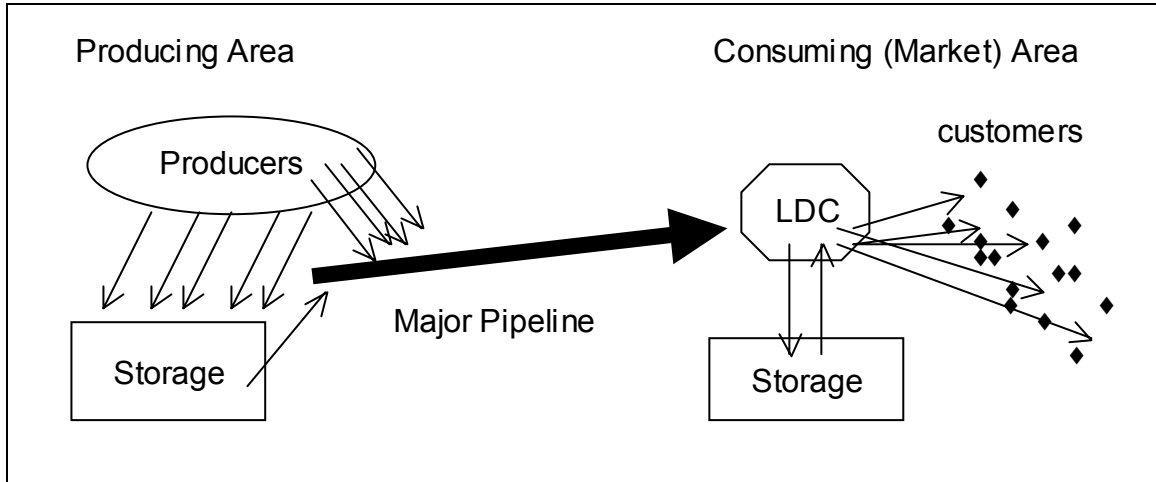 Producing Area
Consuming (Market) Area
customers
Producers
LDC
Major Pipeline
Storage
Storage